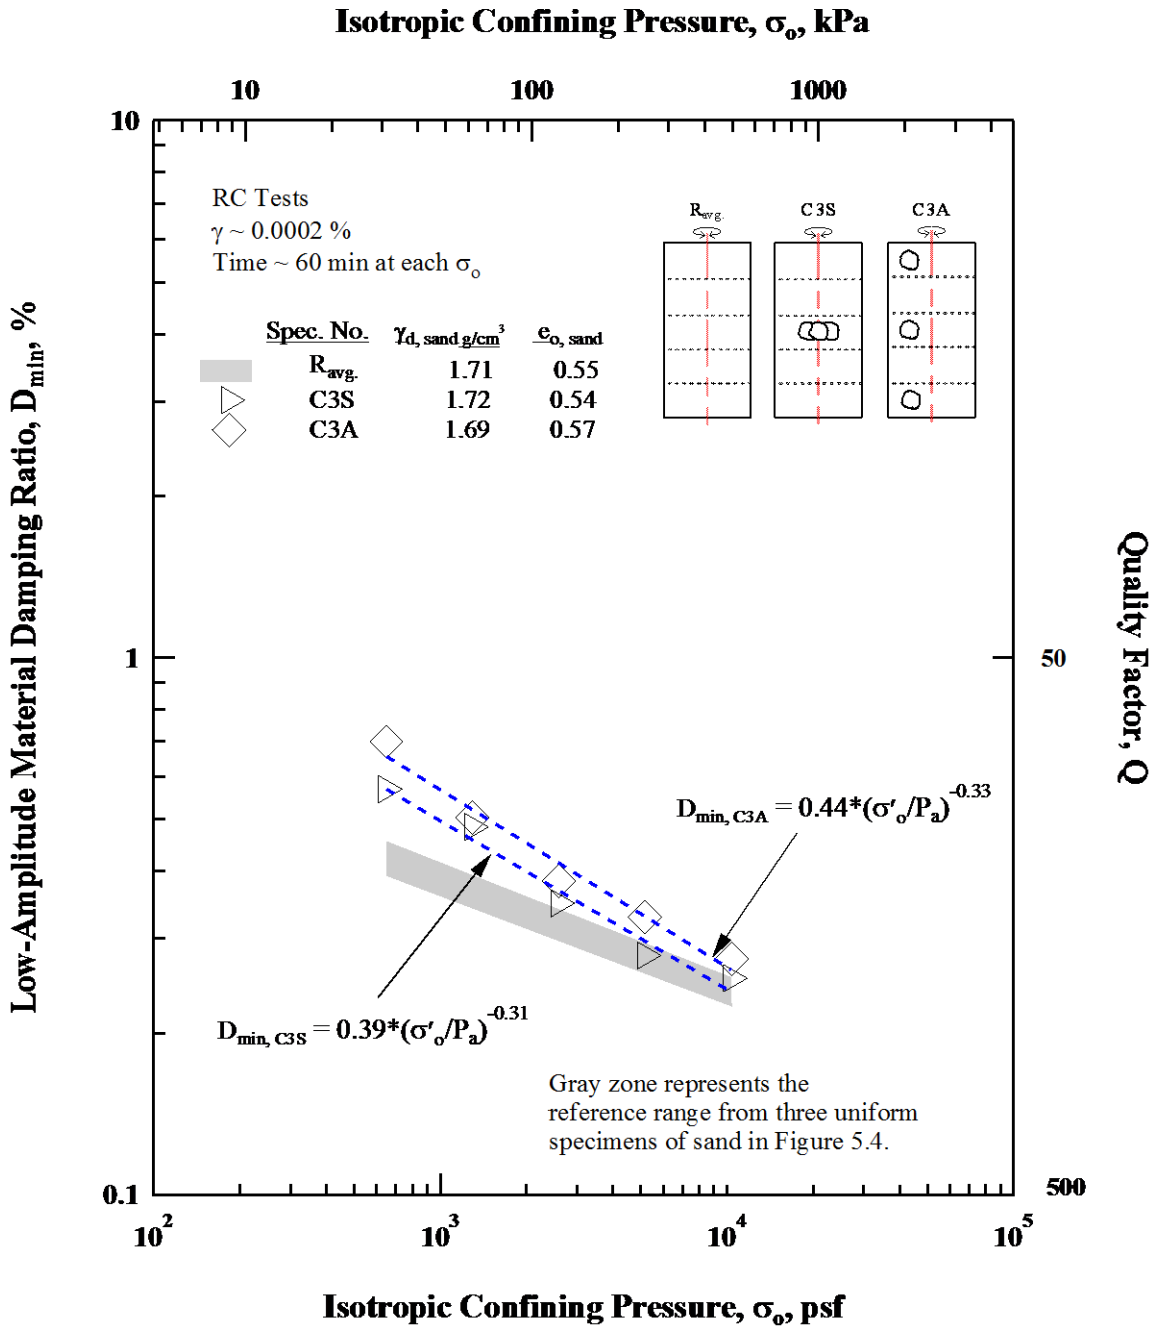 Isotropic Confining Pressure, σo, kPa
10 100 1000
10
RC Tests
γ ~ 0.0002 %
Time ~ 60 min at each σo
Ravg. C3S C3A
Spec. No. γd, sand g/cm³ eo, sand
Ravg. 1.71 0.55
C3S 1.72 0.54
C3A 1.69 0.57
Low-Amplitude Material Damping Ratio, Dmin, %
Quality Factor, Q
1 50
Dmin, C3A = 0.44*(σ'o/Pa)^-0.33
Dmin, C3S = 0.39*(σ'o/Pa)^-0.31
Gray zone represents the
reference range from three uniform
specimens of sand in Figure 5.4.
0.1 500
10² 10³ 10⁴ 10⁵
Isotropic Confining Pressure, σo, psf